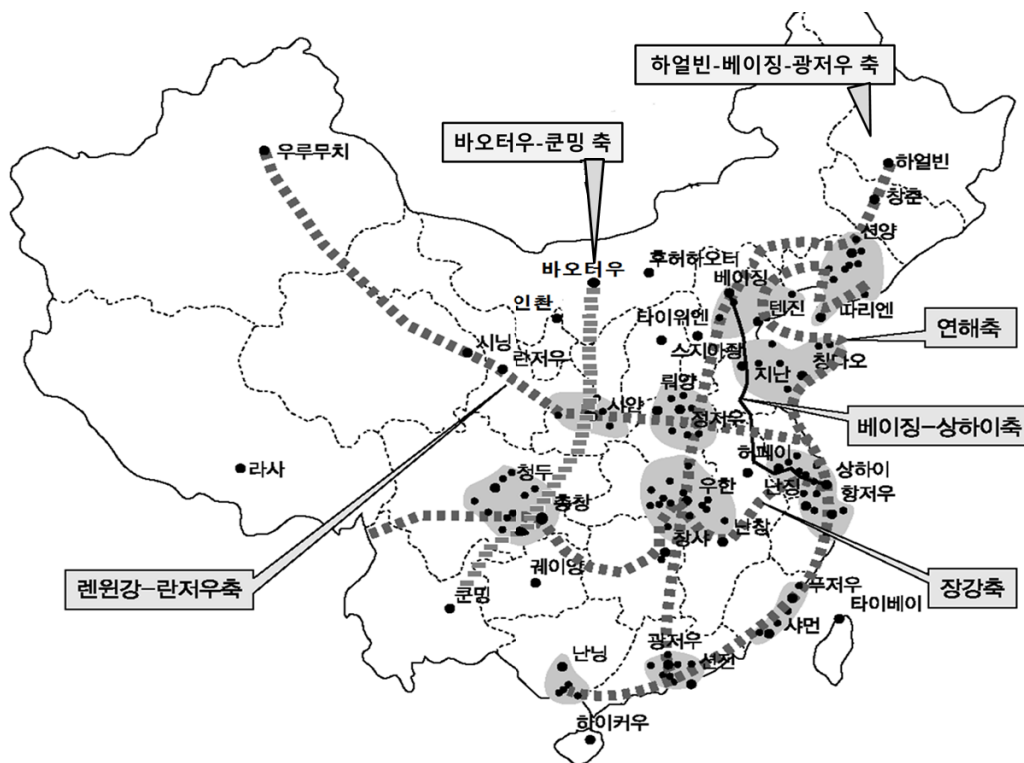 하얼빈-베이징-광저우 축
바오터우-쿤밍 축
우루무치
하얼빈
창춘
션양
후허하오터
바오터우
베이징
인촨
텐진
따리엔
타이위엔
연해축
시닝
란저우
스지아장
지난
칭다오
뤄양
시안
정저우
베이징-상하이축
허페이
라사
청두
우한
상하이
충칭
난징
항저우
난창
창사
궤이양
렌윈강-란저우축
장강축
쿤밍
푸저우
타이베이
샤먼
광저우
난닝
선전
하이커우